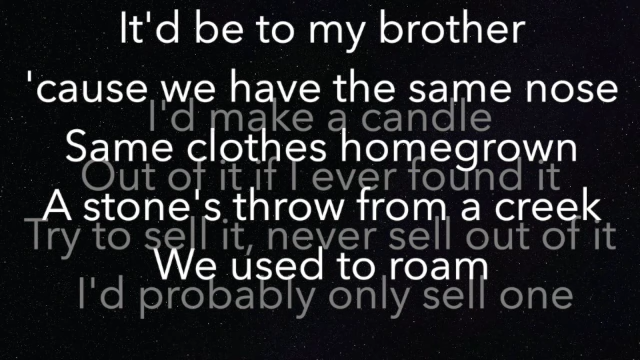 It'd be to my brother
'cause we have the same nose
I'd make a candle
Same clothes homegrown
Out of it if I ever found it
A stone's throw from a creek
Try to sell it, never sell out of it
We used to roam
I'd probably only sell one